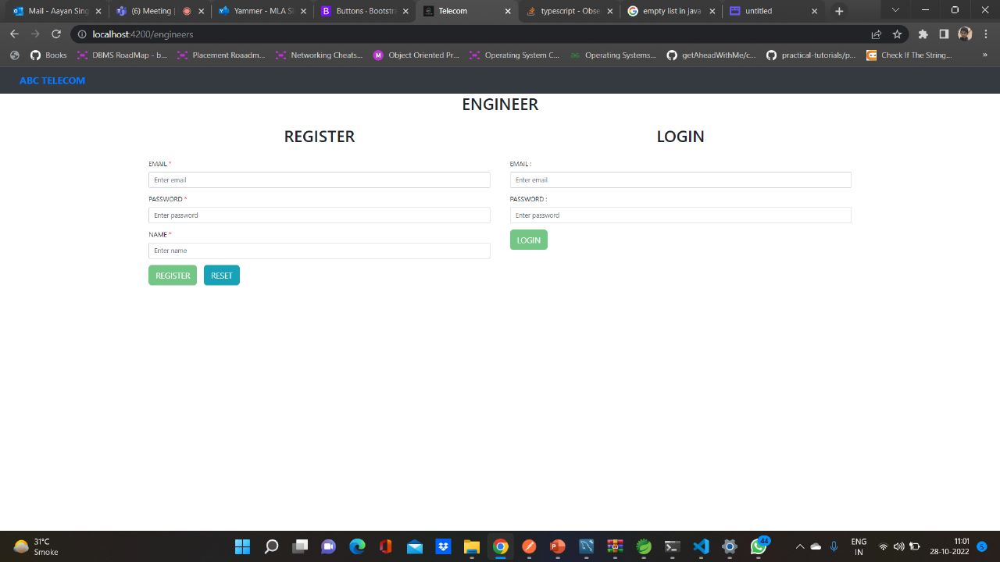 Mail - Aayan Sing
(6) Meeting |
Yammer - MLA Si
Buttons · Bootstra
Telecom
typescript - Obse
empty list in java
untitled
localhost:4200/engineers
Books
DBMS RoadMap - b...
Placement Roaadm...
Networking Cheats...
Object Oriented Pr...
Operating System C...
Operating Systems...
getAheadWithMe/c...
practical-tutorials/p...
Check If The String...
»
ABC TELECOM
ENGINEER
REGISTER
EMAIL *
Enter email
PASSWORD *
Enter password
NAME *
Enter name
REGISTER
RESET
LOGIN
EMAIL :
Enter email
PASSWORD :
Enter password
LOGIN
31°C
Smoke
44
ENG
IN
11:01
28-10-2022
5